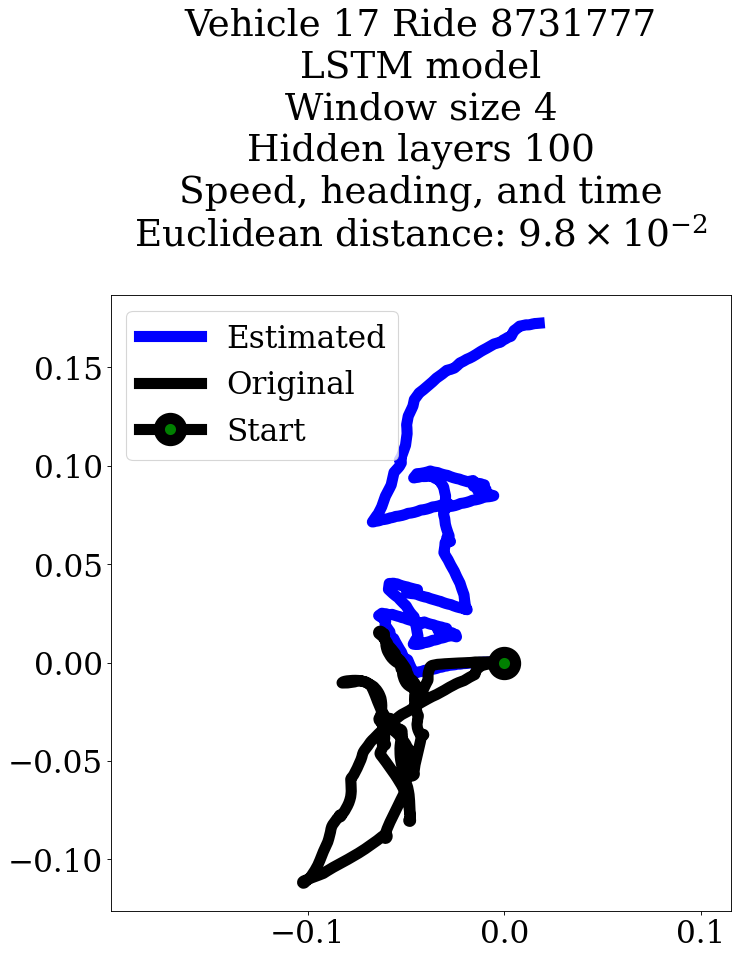 Vehicle 17 Ride 8731777
LSTM model
Window size 4
Hidden layers 100
Speed, heading, and time
Euclidean distance: 9.8 × 10⁻²
Estimated
Original
Start
0.15
0.10
0.05
0.00
−0.05
−0.10
−0.1 0.0 0.1